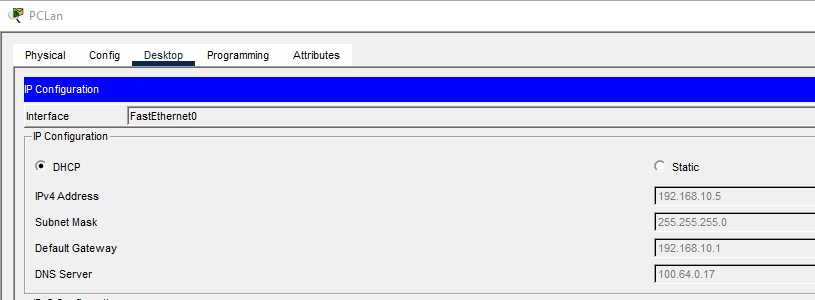 PCLan
Physical Config Desktop Programming Attributes
IP Configuration
Interface FastEthernet0
IP Configuration
DHCP Static
IPv4 Address 192.168.10.5
Subnet Mask 255.255.255.0
Default Gateway 192.168.10.1
DNS Server 100.64.0.17